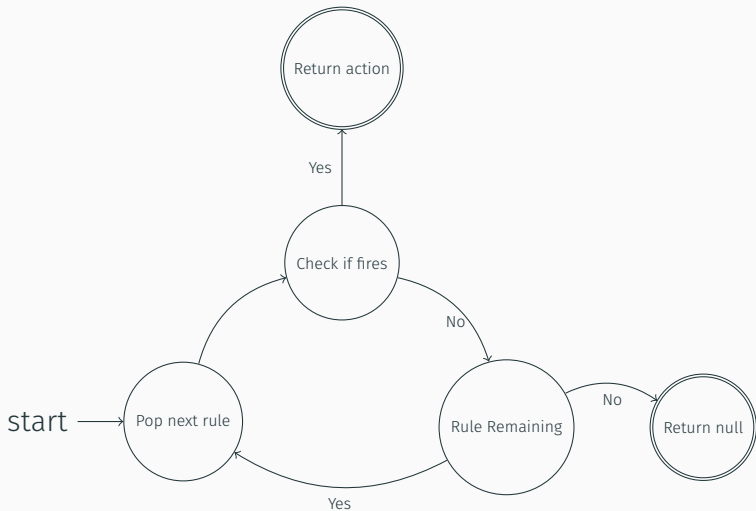 Return action
Yes
Check if fires
No
start
Pop next rule
Rule Remaining
No
Return null
Yes